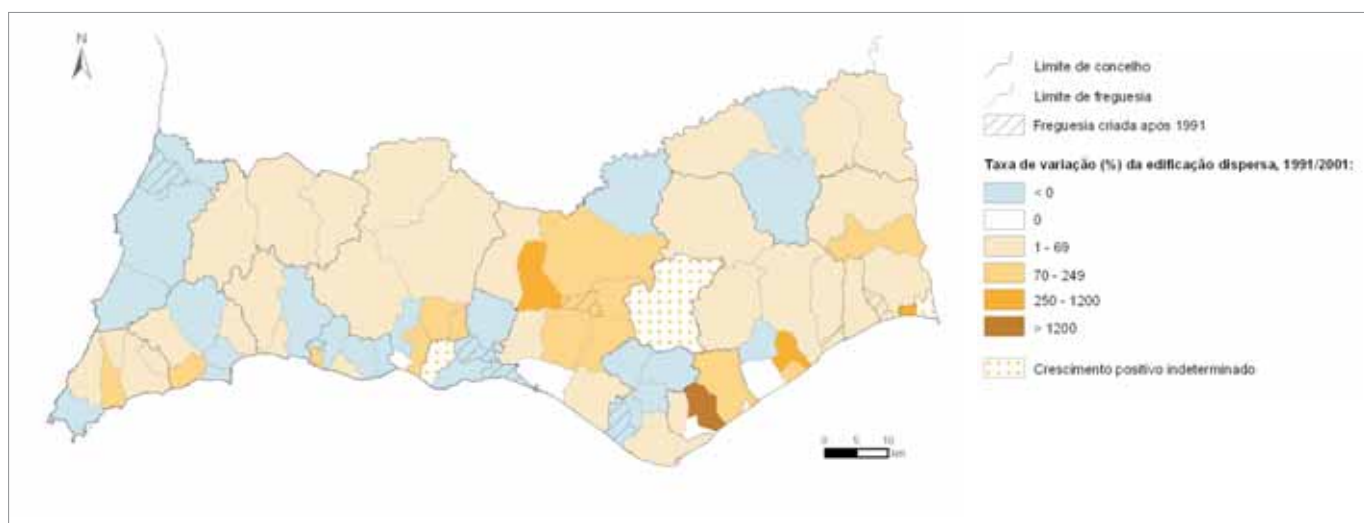 N
Limite de concelho
Limite de freguesia
Freguesia criada após 1991
Taxa de variação (%) da edificação dispersa, 1991/2001:
< 0
0
1 - 69
70 - 249
250 - 1200
> 1200
Crescimento positivo indeterminado
0 5 10
km